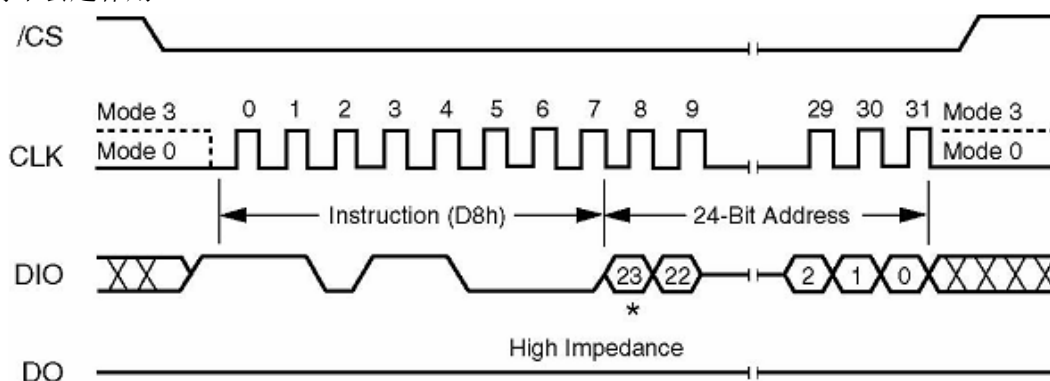 /CS
Mode 3 0 1 2 3 4 5 6 7 8 9 29 30 31 Mode 3
CLK Mode 0 Mode 0
Instruction (D8h) 24-Bit Address
DIO 23 22 2 1 0
*
High Impedance
DO